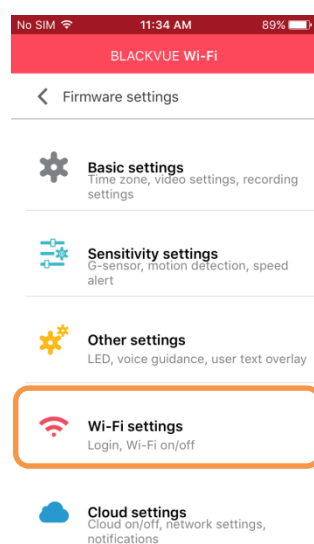 No SIM 11:34 AM 89%
BLACKVUE Wi-Fi
Firmware settings
Basic settings
Time zone, video settings, recording
settings
Sensitivity settings
G-sensor, motion detection, speed
alert
Other settings
LED, voice guidance, user text overlay
Wi-Fi settings
Login, Wi-Fi on/off
Cloud settings
Cloud on/off, network settings,
notifications